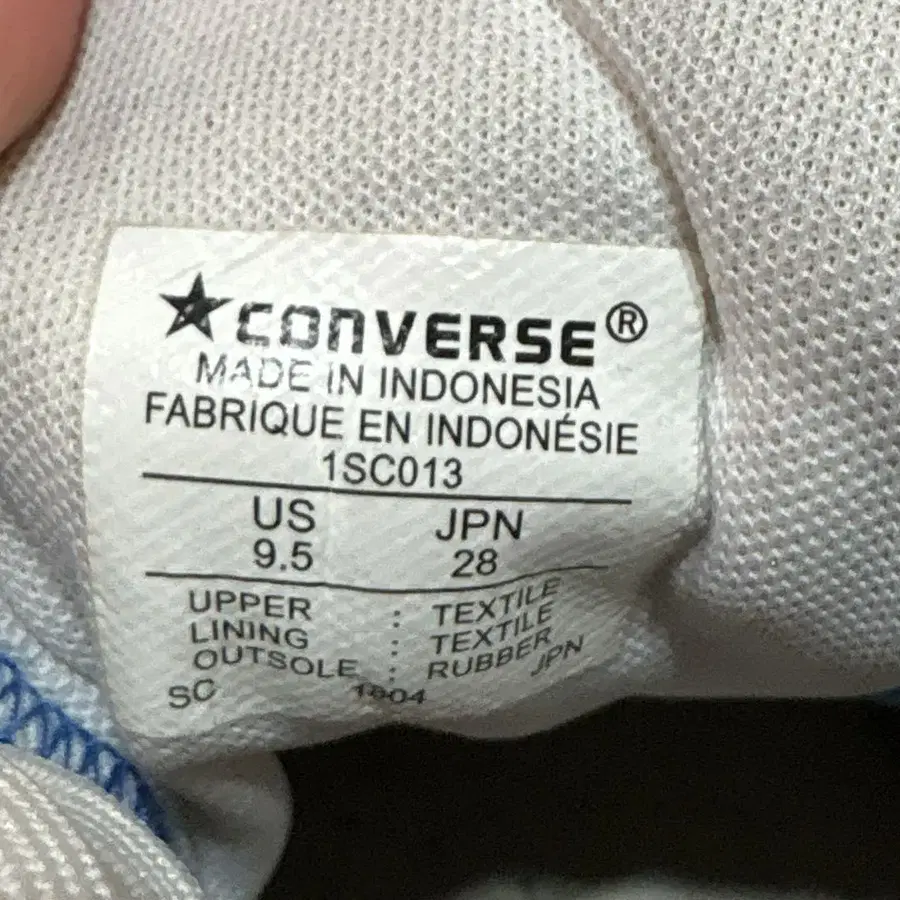 ★CONVERSE®
MADE IN INDONESIA
FABRIQUE EN INDONÉSIE
1SC013
US JPN
9.5 28
UPPER : TEXTILE
LINING : TEXTILE
OUTSOLE : RUBBER
JPN
SC 1804